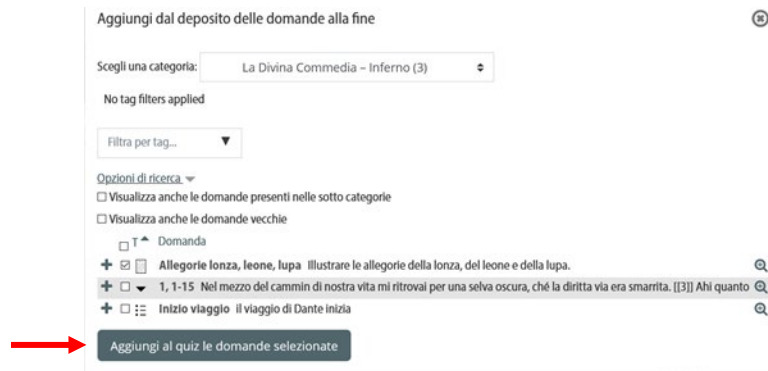 Aggiungi dal deposito delle domande alla fine
Scegli una categoria: La Divina Commedia – Inferno (3)
No tag filters applied
Filtra per tag...
Opzioni di ricerca
Visualizza anche le domande presenti nelle sotto categorie
Visualizza anche le domande vecchie
T Domanda
Allegorie lonza, leone, lupa Illustrare le allegorie della lonza, del leone e della lupa.
1, 1-15 Nel mezzo del cammin di nostra vita mi ritrovai per una selva oscura, ché la diritta via era smarrita. [[3]] Ahi quanto
Inizio viaggio il viaggio di Dante inizia
Aggiungi al quiz le domande selezionate